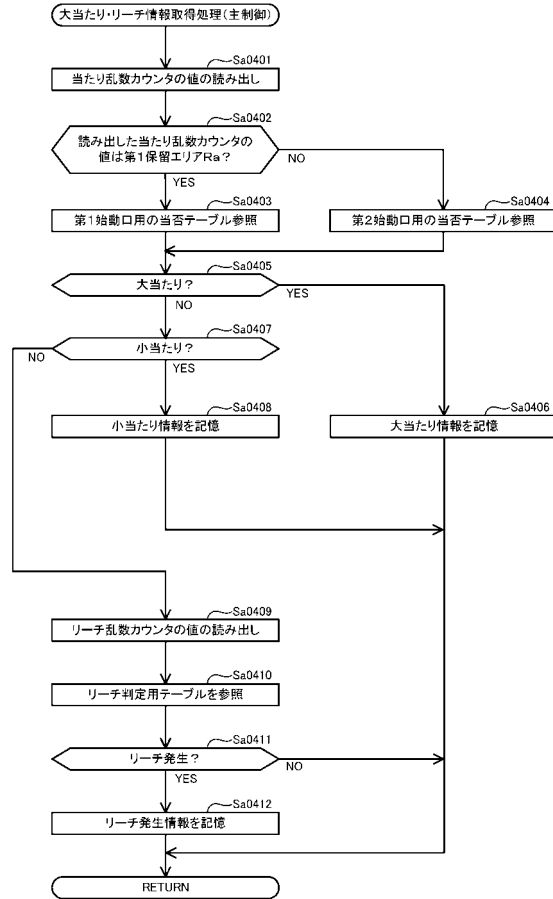 大当たり・リーチ情報取得処理(主制御)
Sa0401
当たり乱数カウンタの値の読み出し
Sa0402
読み出した当たり乱数カウンタの
値は第1保留エリアRa?
NO
YES
Sa0403
第1始動口用の当否テーブル参照
Sa0404
第2始動口用の当否テーブル参照
Sa0405
大当たり?
YES
NO
Sa0407
小当たり?
NO
YES
Sa0408
小当たり情報を記憶
Sa0406
大当たり情報を記憶
Sa0409
リーチ乱数カウンタの値の読み出し
Sa0410
リーチ判定用テーブルを参照
Sa0411
リーチ発生?
NO
YES
Sa0412
リーチ発生情報を記憶
RETURN